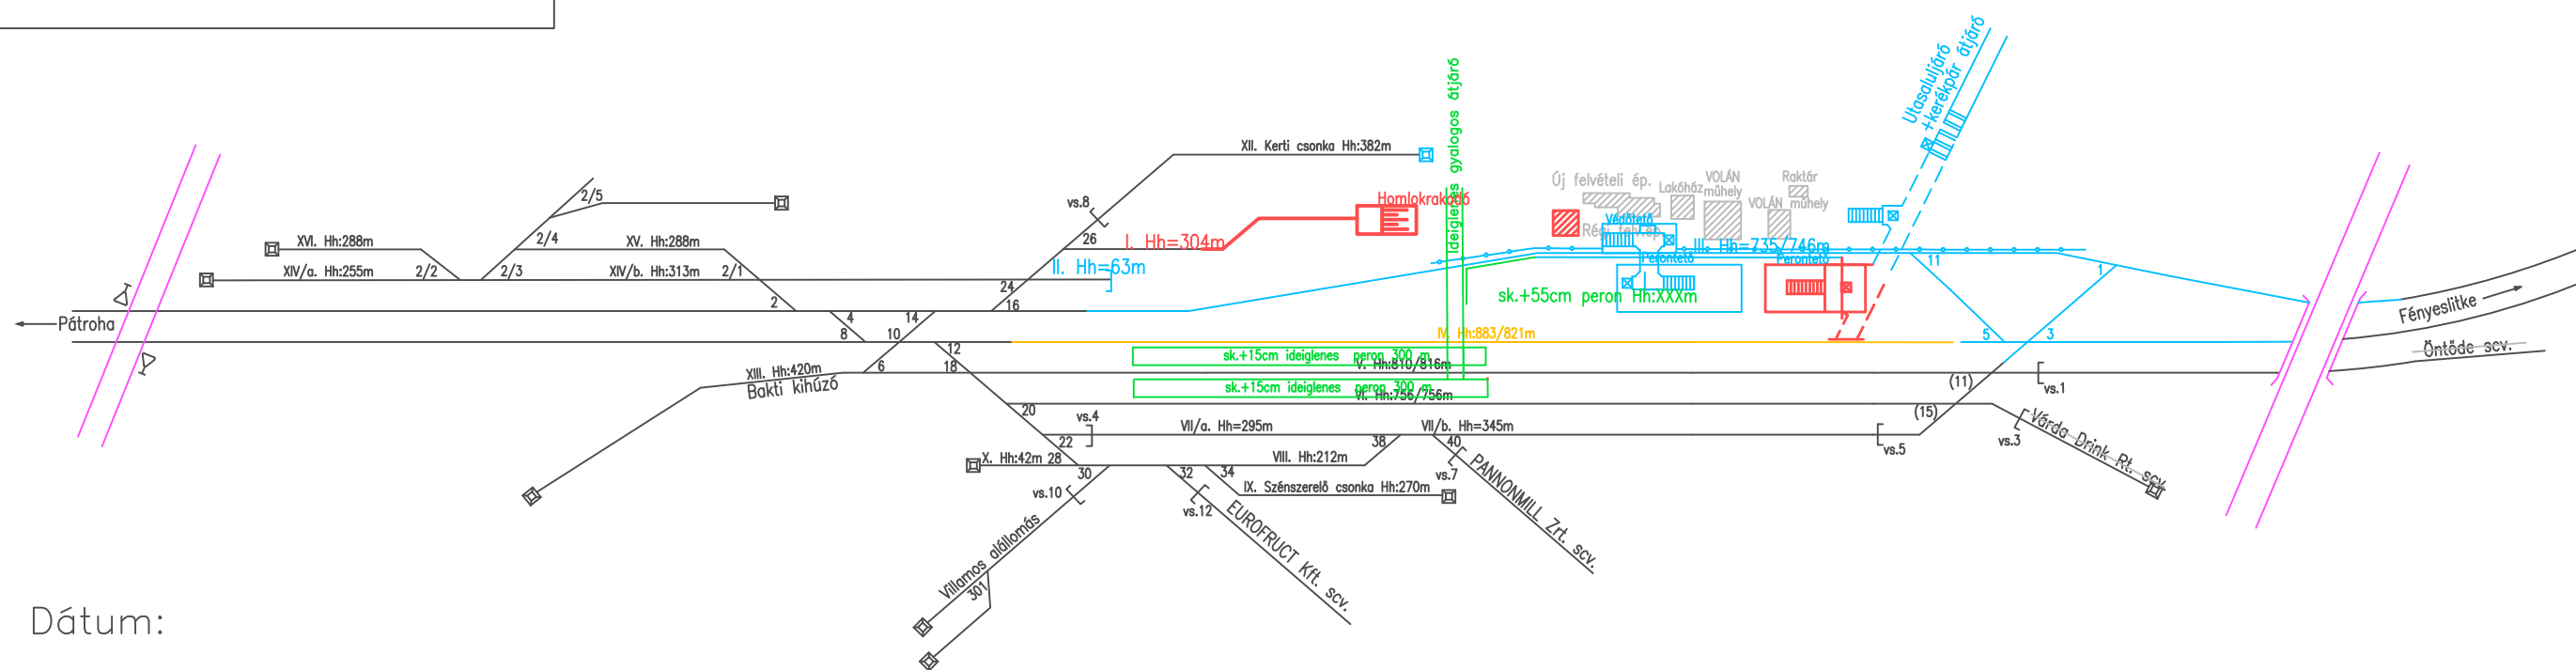 Utasaluljáró
+kerékpár átjáró
ideiglenes gyalogos átjáró
XII. Kerti csonka Hh:382m
vs.8
26
Homlokrakodó
Új felvételi ép.
Lakóház
VOLÁN
műhely
Raktár
VOLÁN műhely
Régi felv.ép.
Védőtető
Perontető
Perontető
2/5
2/4
XVI. Hh:288m
XV. Hh:288m
I. Hh=304m
III. Hh=735/746m
XIV/a. Hh:255m
2/2
2/3
XIV/b. Hh:313m
2/1
II. Hh=63m
11
1
24
2
16
sk.+55cm peron Hh:XXXm
Pátroha
4
14
8
10
IV. Hh:883/821m
5
3
Fényeslitke
Öntöde scv.
12
sk.+15cm ideiglenes peron 300 m
V. Hh:810/816m
6
18
XIII. Hh:420m
Bakti kihúzó
sk.+15cm ideiglenes peron 300 m
VI. Hh:756/756m
(11)
vs.1
20
(15)
vs.4
VII/a. Hh=295m
VII/b. Hh=345m
22
38
40
vs.5
vs.3
Várda Drink Rt. scv.
X. Hh:42m 28
30
VIII. Hh:212m
32
34
vs.7
PANNONMILL Zrt. scv.
vs.10
IX. Szénszerelő csonka Hh:270m
vs.12
EUROFRUCT Kft. scv.
Villamos alállomás
301
Dátum: